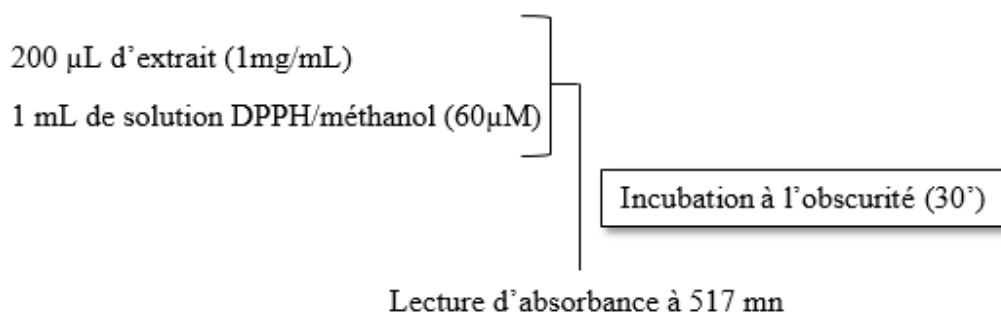 200 µL d’extrait (1mg/mL)
1 mL de solution DPPH/méthanol (60µM)
Incubation à l’obscurité (30’)
Lecture d’absorbance à 517 mn